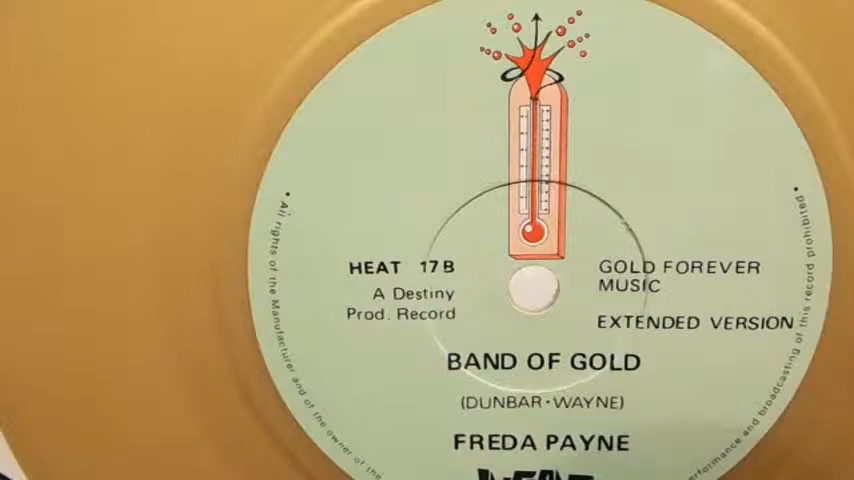 HEAT 17B
A Destiny
Prod. Record
GOLD FOREVER
MUSIC
EXTENDED VERSION
BAND OF GOLD
(DUNBAR·WAYNE)
FREDA PAYNE
• All rights of the Manufacturer and of the owner of the
performance and broadcasting of this record prohibited •